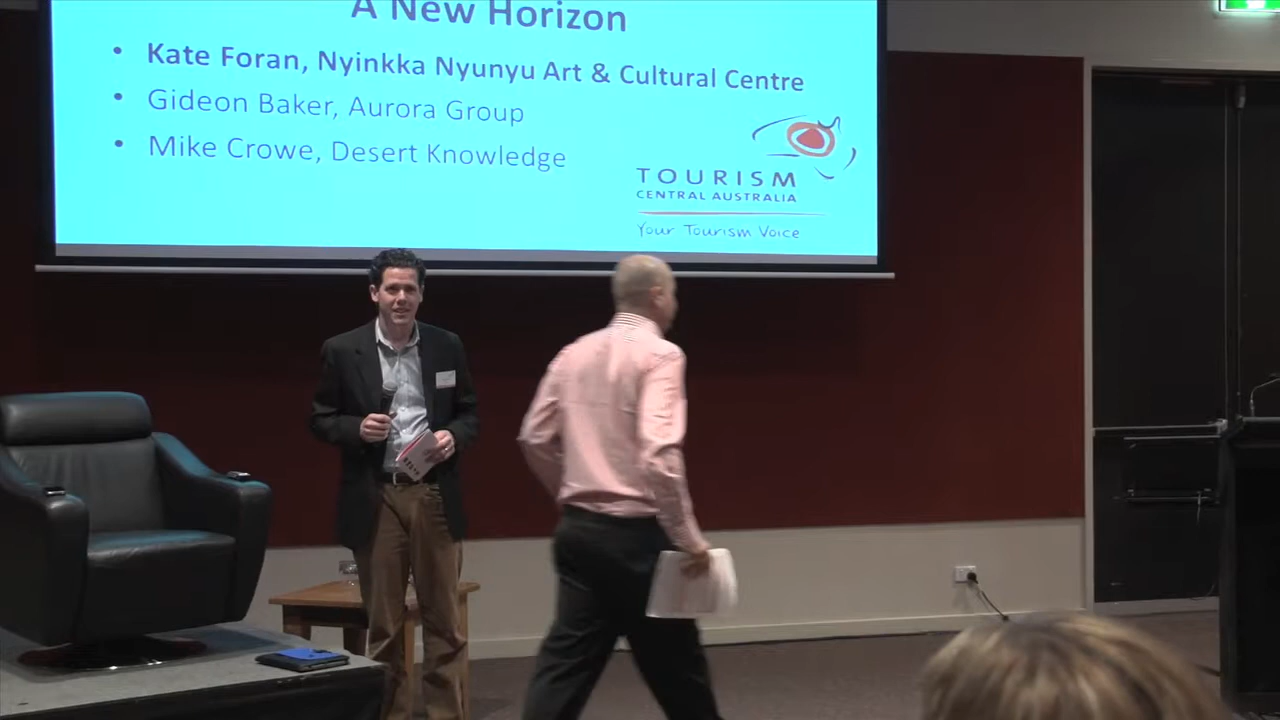 A New Horizon
• Kate Foran, Nyinkka Nyunyu Art & Cultural Centre
• Gideon Baker, Aurora Group
• Mike Crowe, Desert Knowledge
TOURISM
CENTRAL AUSTRALIA
Your Tourism Voice